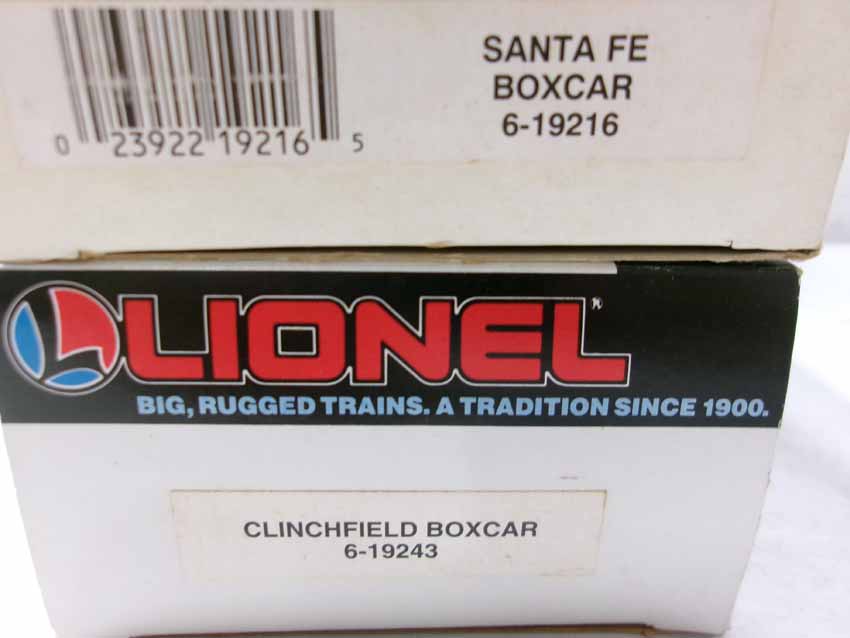 SANTA FE
BOXCAR
6-19216
0 23922 19216 5
LIONEL®
BIG, RUGGED TRAINS. A TRADITION SINCE 1900.
CLINCHFIELD BOXCAR
6-19243